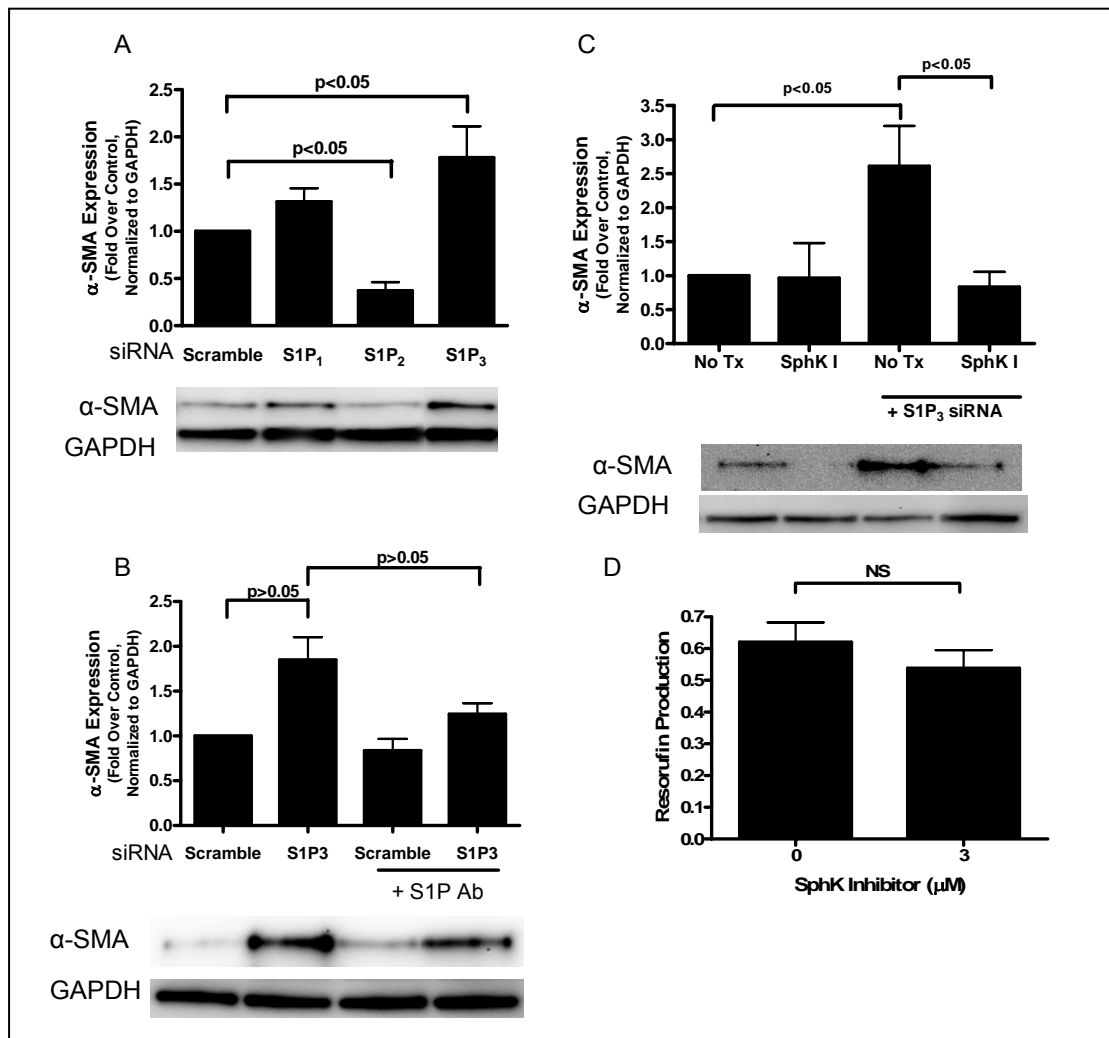 A
p<0.05
p<0.05
α-SMA Expression
(Fold Over Control,
Normalized to GAPDH)
2.5
2.0
1.5
1.0
0.5
0.0
siRNA Scramble S1P1 S1P2 S1P3
α-SMA
GAPDH
B
p>0.05
p>0.05
α-SMA Expression
(Fold Over Control,
Normalized to GAPDH)
2.5
2.0
1.5
1.0
0.5
0.0
siRNA Scramble S1P3 Scramble S1P3
+ S1P Ab
α-SMA
GAPDH
C
p<0.05
p<0.05
α-SMA Expression
(Fold Over Control,
Normalized to GAPDH)
3.5
3.0
2.5
2.0
1.5
1.0
0.5
0.0
No Tx SphK I No Tx SphK I
+ S1P3 siRNA
α-SMA
GAPDH
D
NS
Resorufin Production
0.7
0.6
0.5
0.4
0.3
0.2
0.1
0.0
0 3
SphK Inhibitor (μM)